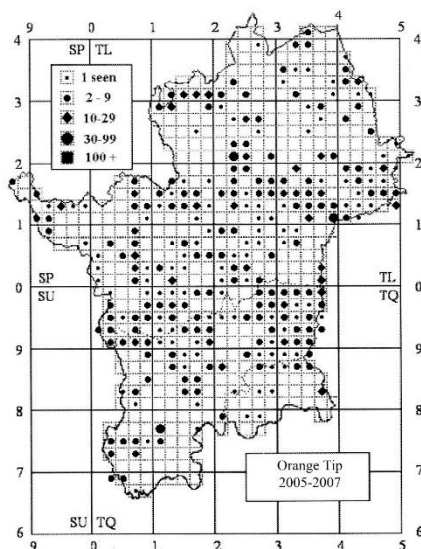 9 0 1 2 3 4 5
SP TL
4 4
1 seen
2 - 9
10-29
30-99
100 +
3 3
2 2
1 1
SP TL
0 0
SU TQ
9 9
8 8
7 7
Orange Tip
2005-2007
6 SU TQ 6
9 0 1 2 3 4 5